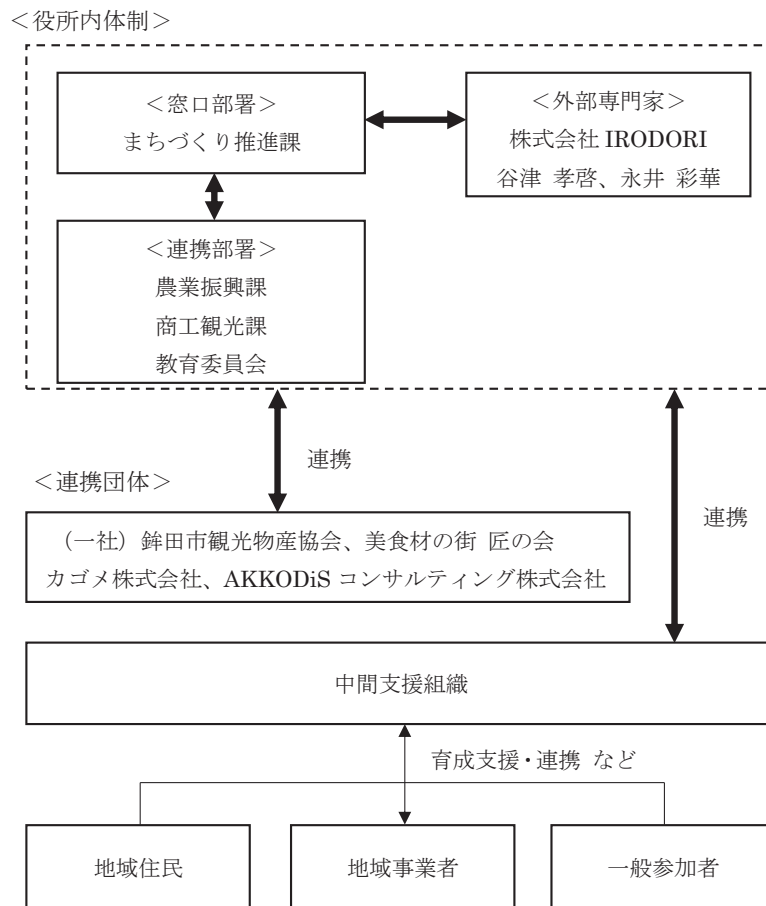 ＜役所内体制＞
＜窓口部署＞
まちづくり推進課
＜外部専門家＞
株式会社 IRODORI
谷津 孝啓、永井 彩華
＜連携部署＞
農業振興課
商工観光課
教育委員会
連携
＜連携団体＞
連携
（一社）鉾田市観光物産協会、美食材の街 匠の会
カゴメ株式会社、AKKODiS コンサルティング株式会社
中間支援組織
育成支援・連携 など
地域住民
地域事業者
一般参加者